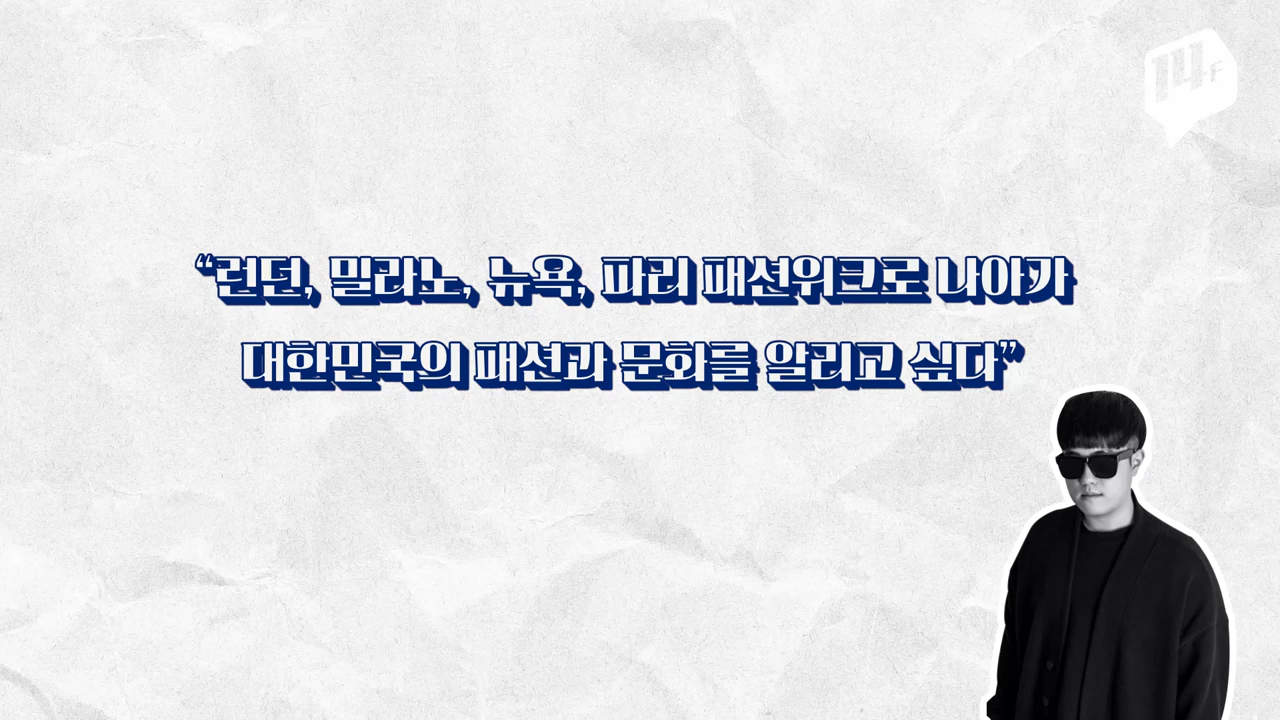 14F
“런던, 밀라노, 뉴욕, 파리 패션위크로 나아가
대한민국의 패션과 문화를 알리고 싶다”